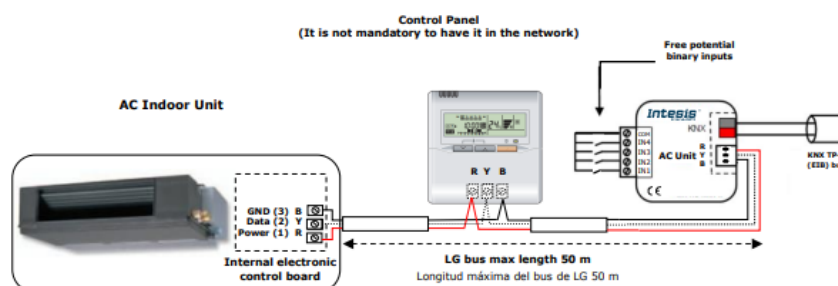 Control Panel
(It is not mandatory to have it in the network)
Free potential
binary inputs
AC Indoor Unit
Intesis
KNX
COM
IN4
IN3
IN2
IN1
AC Unit
R
Y
B
CE
KNX TP-
(EIB) b
R Y B
GND (3) B
Data (2) Y
Power (1) R
Internal electronic
control board
LG bus max length 50 m
Longitud máxima del bus de LG 50 m